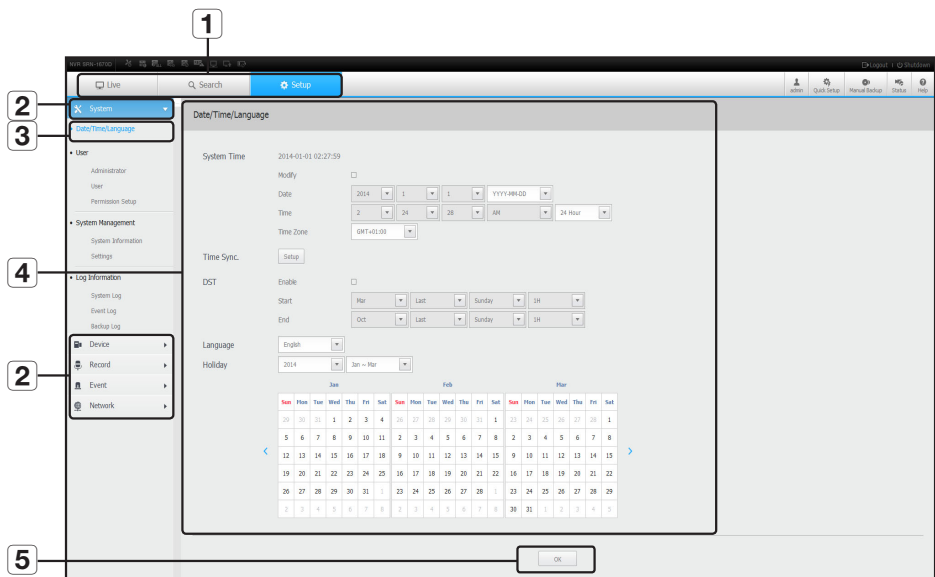 1
NVR SRN-1673D
Logout
Shutdown
Live
Search
Setup
admin
Quick Setup
Manual Backup
Status
Help
2
System
3
Date/Time/Language
User
Administrator
User
Permission Setup
System Management
System Information
Settings
4
Log Information
System Log
Event Log
Backup Log
2
Device
Record
Event
Network
Date/Time/Language
System Time 2014-01-01 02:27:59
Modify
Date 2014 1 1 YYYY-MM-DD
Time 2 24 28 AM 24 Hour
Time Zone GMT+01:00
Time Sync. Setup
DST Enable
Start Mar Last Sunday 1H
End Oct Last Sunday 1H
Language English
Holiday 2014 Jan ~ Mar
Jan Feb Mar
Sun Mon Tue Wed Thu Fri Sat Sun Mon Tue Wed Thu Fri Sat Sun Mon Tue Wed Thu Fri Sat
29 30 31 1 2 3 4 26 27 28 29 30 31 1 23 24 25 26 27 28 1
5 6 7 8 9 10 11 2 3 4 5 6 7 8 2 3 4 5 6 7 8
12 13 14 15 16 17 18 9 10 11 12 13 14 15 9 10 11 12 13 14 15
19 20 21 22 23 24 25 16 17 18 19 20 21 22 16 17 18 19 20 21 22
26 27 28 29 30 31 1 23 24 25 26 27 28 1 23 24 25 26 27 28 29
2 3 4 5 6 7 8 2 3 4 5 6 7 8 30 31 1 2 3 4 5
5
OK